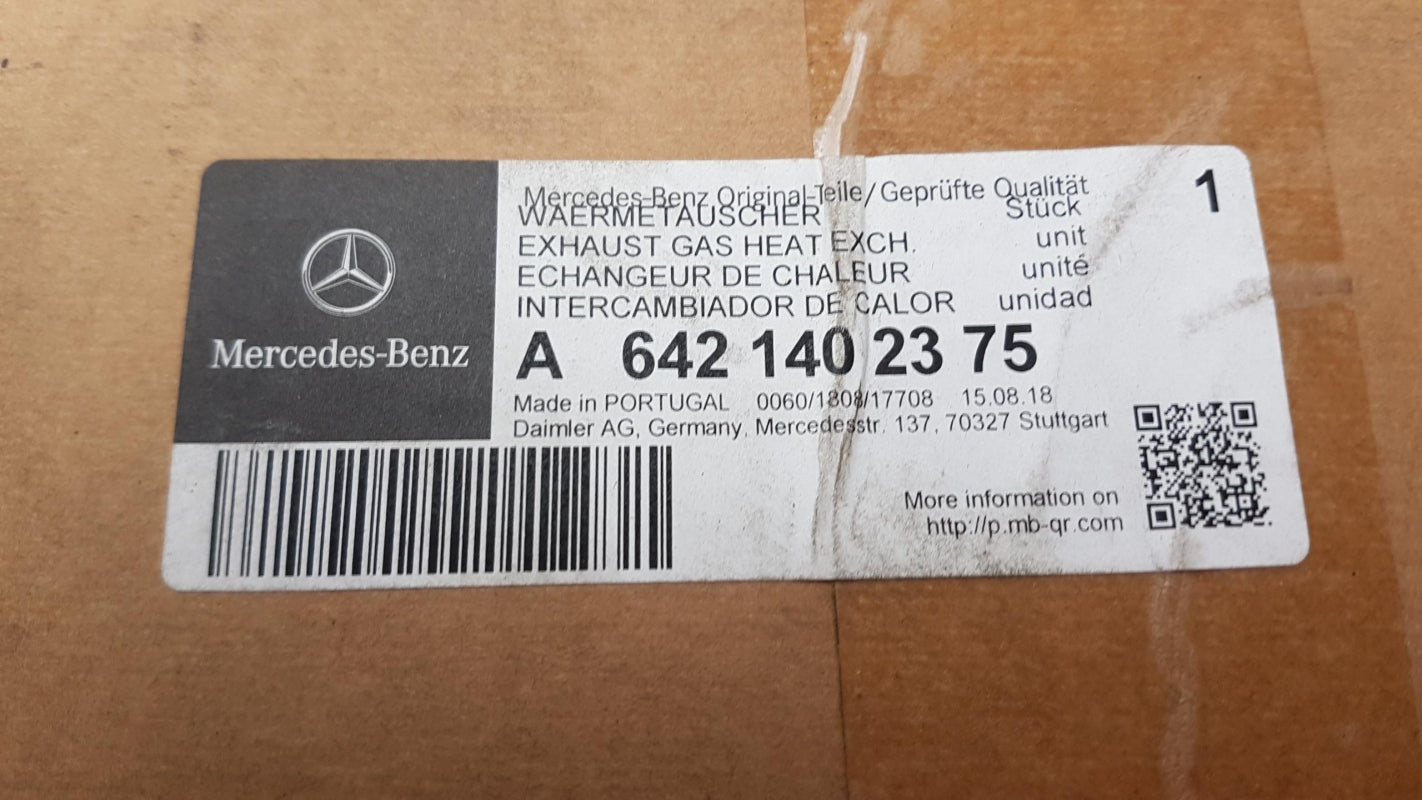 Mercedes-Benz Original-Teile/Geprüfte Qualität
1
WAERMETAUSCHER Stück
EXHAUST GAS HEAT EXCH. unit
ECHANGEUR DE CHALEUR unité
INTERCAMBIADOR DE CALOR unidad
Mercedes-Benz
A 642 140 23 75
Made in PORTUGAL 0060/1808/17708 15.08.18
Daimler AG, Germany, Mercedesstr. 137, 70327 Stuttgart
More information on
http://p.mb-qr.com